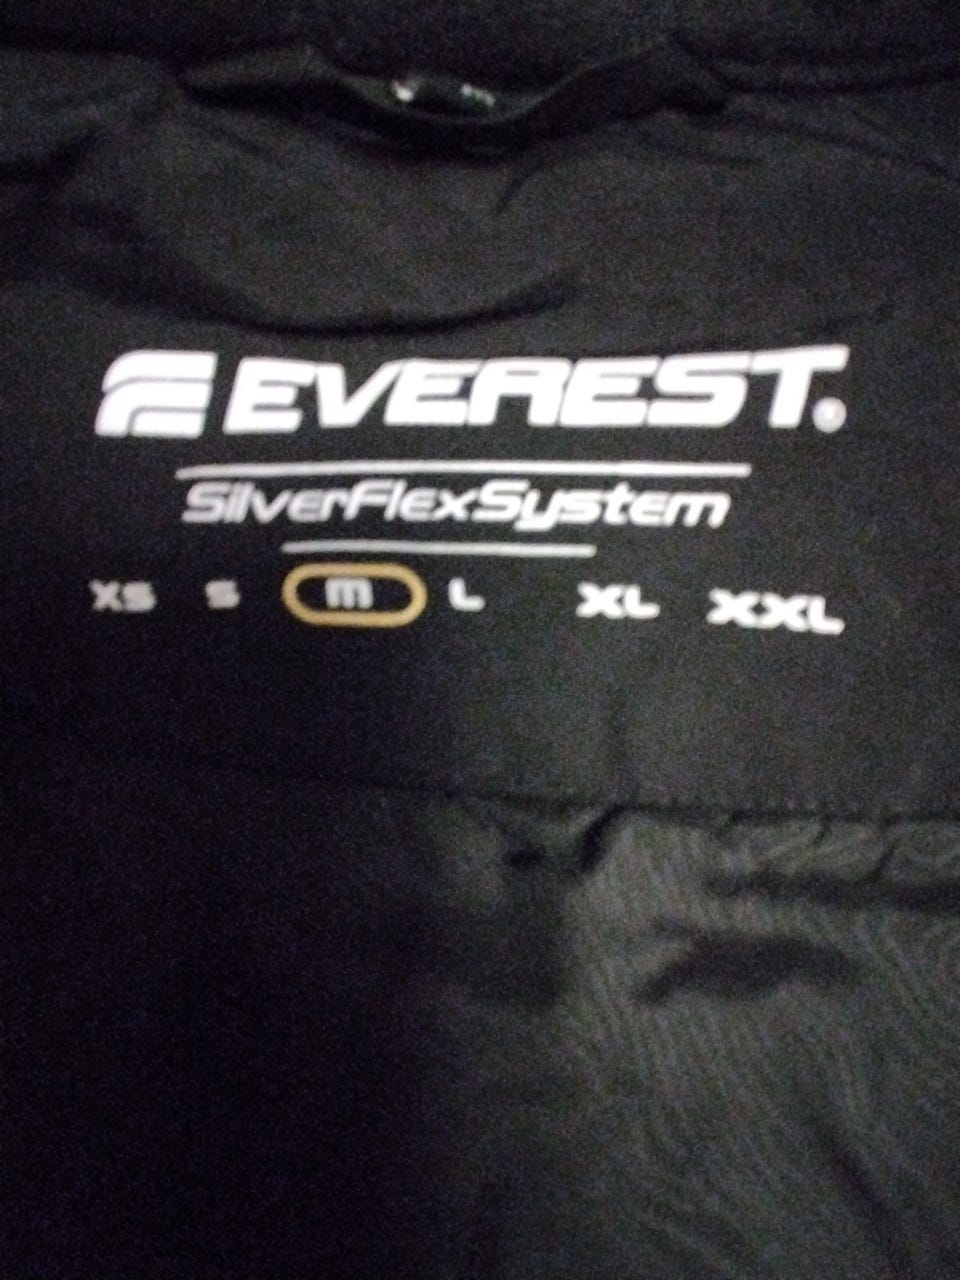 EVEREST®
SilverFlexSystem
XS S M L XL XXL